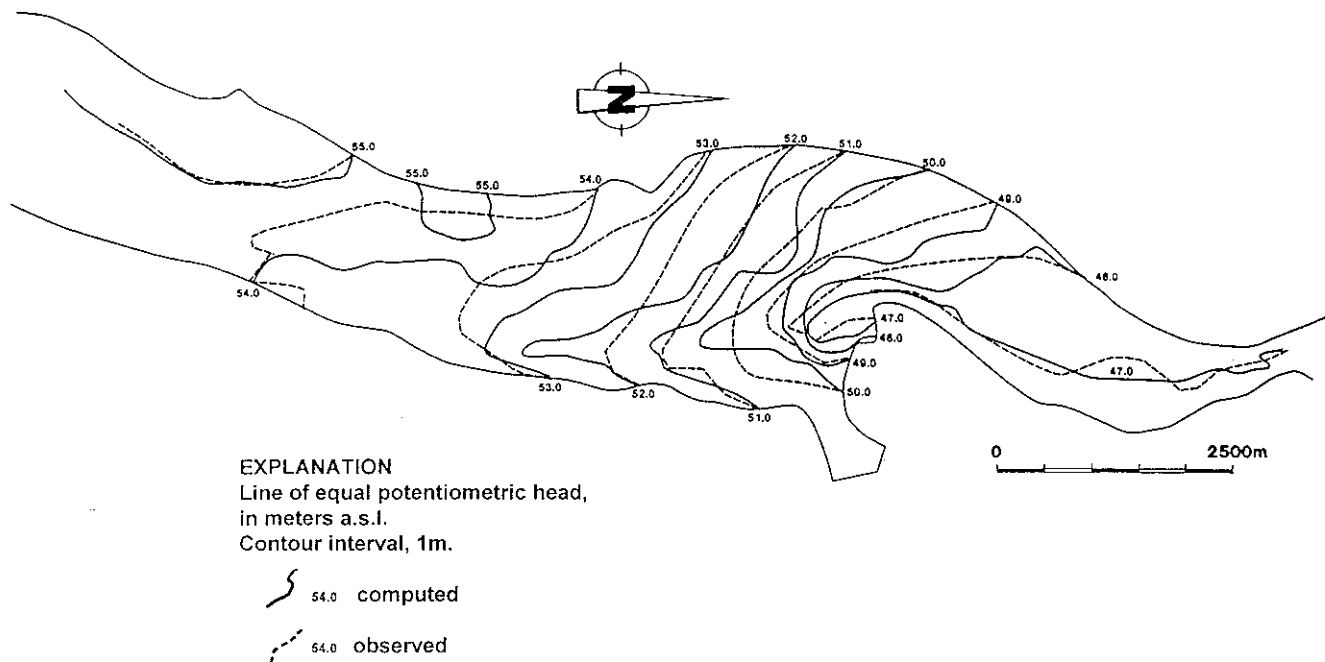 N
53.0
52.0
51.0
55.0
50.0
55.0
55.0
54.0
49.0
48.0
54.0
47.0
46.0
49.0
47.0
53.0
52.0
50.0
51.0
0 2500m
EXPLANATION
Line of equal potentiometric head,
in meters a.s.l.
Contour interval, 1m.
54.0 computed
54.0 observed